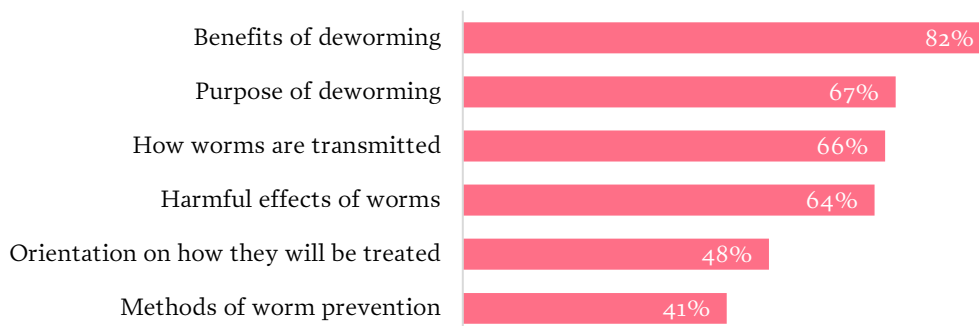 Benefits of deworming 82%
Purpose of deworming 67%
How worms are transmitted 66%
Harmful effects of worms 64%
Orientation on how they will be treated 48%
Methods of worm prevention 41%